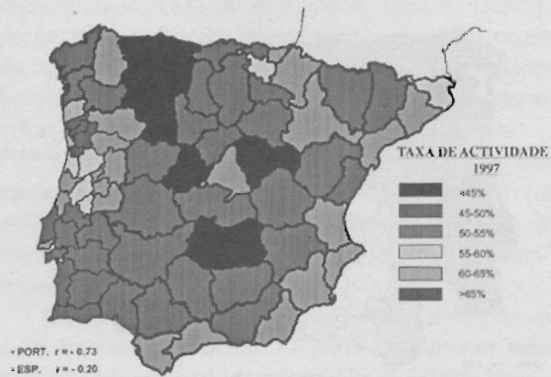 TAXA DE ACTIVIDADE
1997
<45%
45-50%
50-55%
55-60%
60-65%
>65%
- PORT. r = - 0.73
- ESP. r = - 0.20